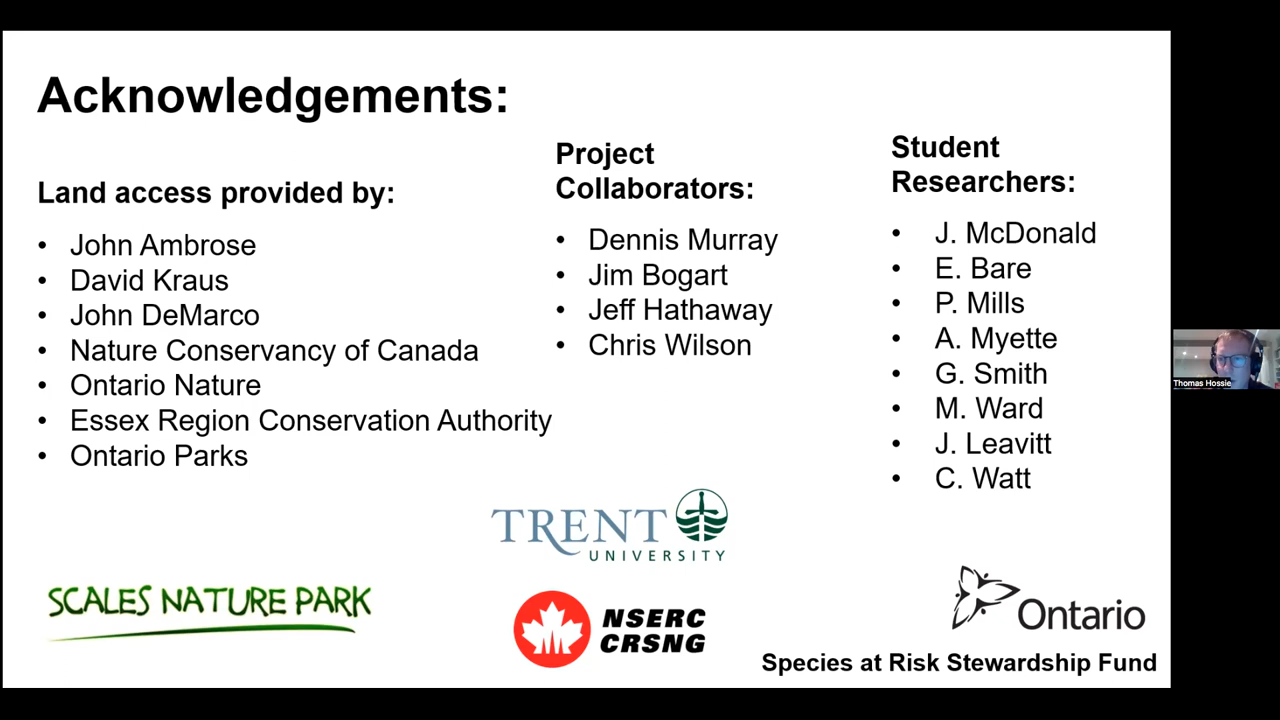 Acknowledgements:
Land access provided by:
• John Ambrose
• David Kraus
• John DeMarco
• Nature Conservancy of Canada
• Ontario Nature
• Essex Region Conservation Authority
• Ontario Parks
Project
Collaborators:
• Dennis Murray
• Jim Bogart
• Jeff Hathaway
• Chris Wilson
Student
Researchers:
• J. McDonald
• E. Bare
• P. Mills
• A. Myette
• G. Smith
• M. Ward
• J. Leavitt
• C. Watt
Thomas Hossie
TRENT
UNIVERSITY
SCALES NATURE PARK
NSERC
CRSNG
Ontario
Species at Risk Stewardship Fund